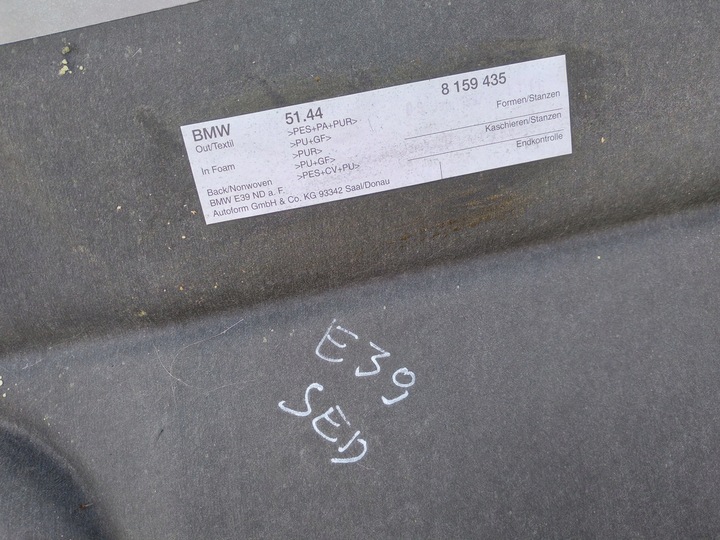 BMW 51.44 8 159 435
Out/Textil >PES+PA+PUR> Formen/Stanzen
>PU+GF>
In Foam >PUR> Kaschieren/Stanzen
>PU+GF>
Back/Nonwoven >PES+CV+PU> Endkontrolle
BMW E39 ND a. F.
Autoform GmbH & Co. KG 93342 Saal/Donau
E39
SED